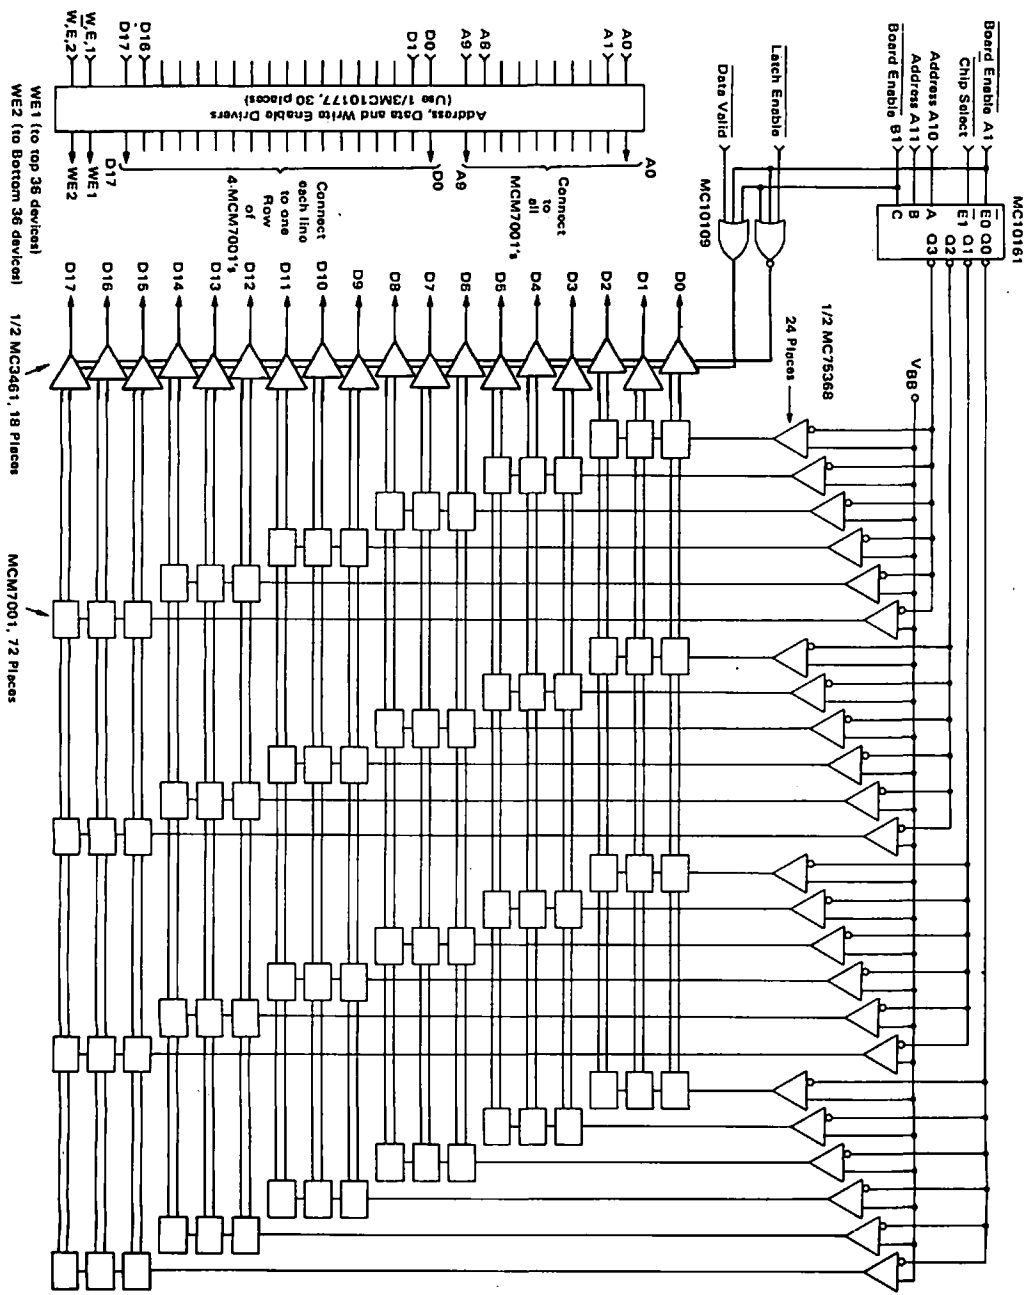 MC10161
Board Enable A1
Chip Select
Address A10
Address A11
Board Enable B1
E0 Q0
E1 Q1
Q2
A Q3
B
C
VBB
1/2 MC75368
24 Places
Latch Enable
Data Valid
MC10109
D0
D1
D2
D3
D4
D5
D6
D7
D8
D9
D10
D11
D12
D13
D14
D15
D16
D17
A0
A1
A8
A9
D0
D1
D16
D17
W,E,1
W,E,2
Address, Data and Write Enable Drivers
(Use 1/3MC10177, 30 places)
A0
A9
D0
D17
WE1
WE2
Connect
to
all
MCM7001's
Connect
each line
to one
Row
of
4-MCM7001's
WE1 (to top 36 devices)
WE2 (to Bottom 36 devices)
1/2 MC3461, 18 Places
MCM7001, 72 Places